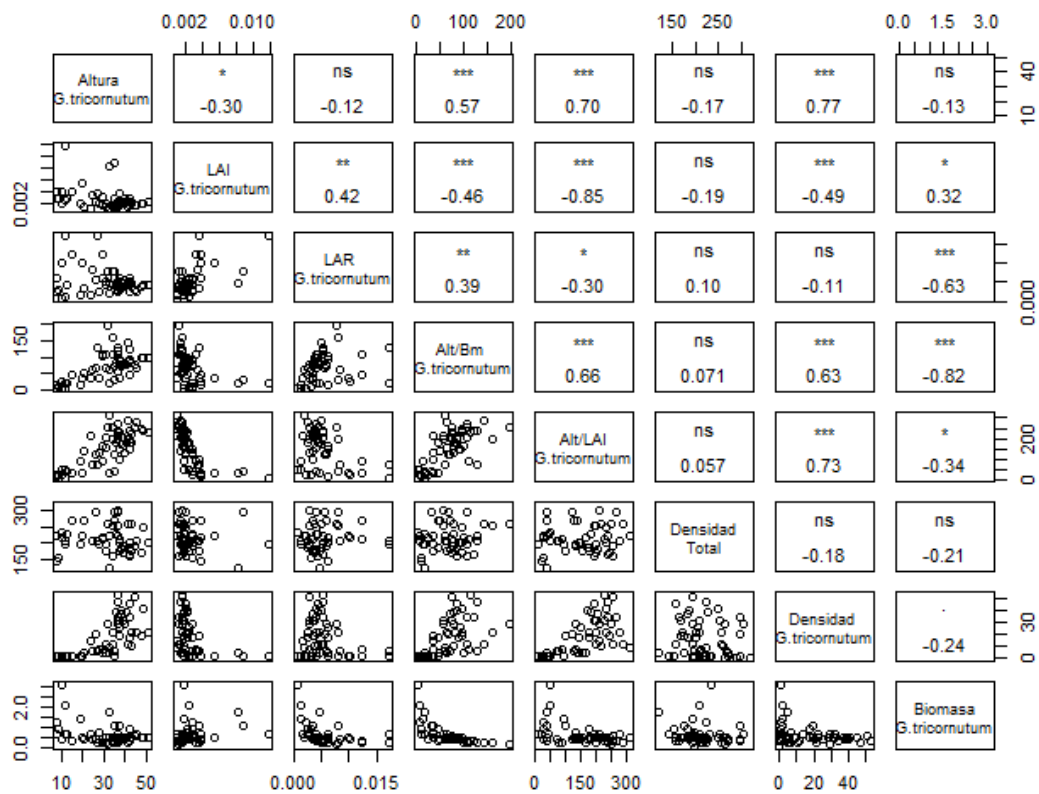 0.002 0.010 0 50 100 200 150 250 0.0 1.5 3.0
Altura
G.tricornutum
*
-0.30
ns
-0.12
***
0.57
***
0.70
ns
-0.17
***
0.77
ns
-0.13
10 40
0.002
LAI
G.tricornutum
**
0.42
***
-0.46
***
-0.85
ns
-0.19
***
-0.49
*
0.32
LAR
G.tricornutum
**
0.39
*
-0.30
ns
0.10
ns
-0.11
***
-0.63
0.000
0 150
Alt/Bm
G.tricornutum
***
0.66
ns
0.071
***
0.63
***
-0.82
Alt/LAI
G.tricornutum
ns
0.057
***
0.73
*
-0.34
0 200
150 300
Densidad
Total
ns
-0.18
ns
-0.21
Densidad
G.tricornutum
.
-0.24
0 30
0.0 2.0
Biomasa
G.tricornutum
10 30 50 0.000 0.015 0 150 300 0 20 40